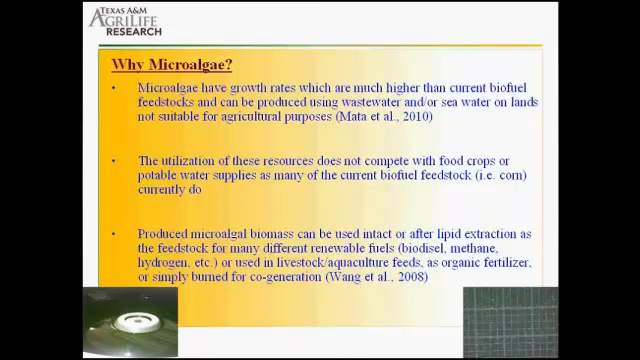 TEXAS A&M
AGRILIFE
RESEARCH
Why Microalgae?
• Microalgae have growth rates which are much higher than current biofuel
feedstocks and can be produced using wastewater and/or sea water on lands
not suitable for agricultural purposes (Mata et al., 2010)
• The utilization of these resources does not compete with food crops or
potable water supplies as many of the current biofuel feedstock (i.e. corn)
currently do
• Produced microalgal biomass can be used intact or after lipid extraction as
the feedstock for many different renewable fuels (biodisel, methane,
hydrogen, etc.) or used in livestock/aquaculture feeds, as organic fertilizer,
or simply burned for co-generation (Wang et al., 2008)